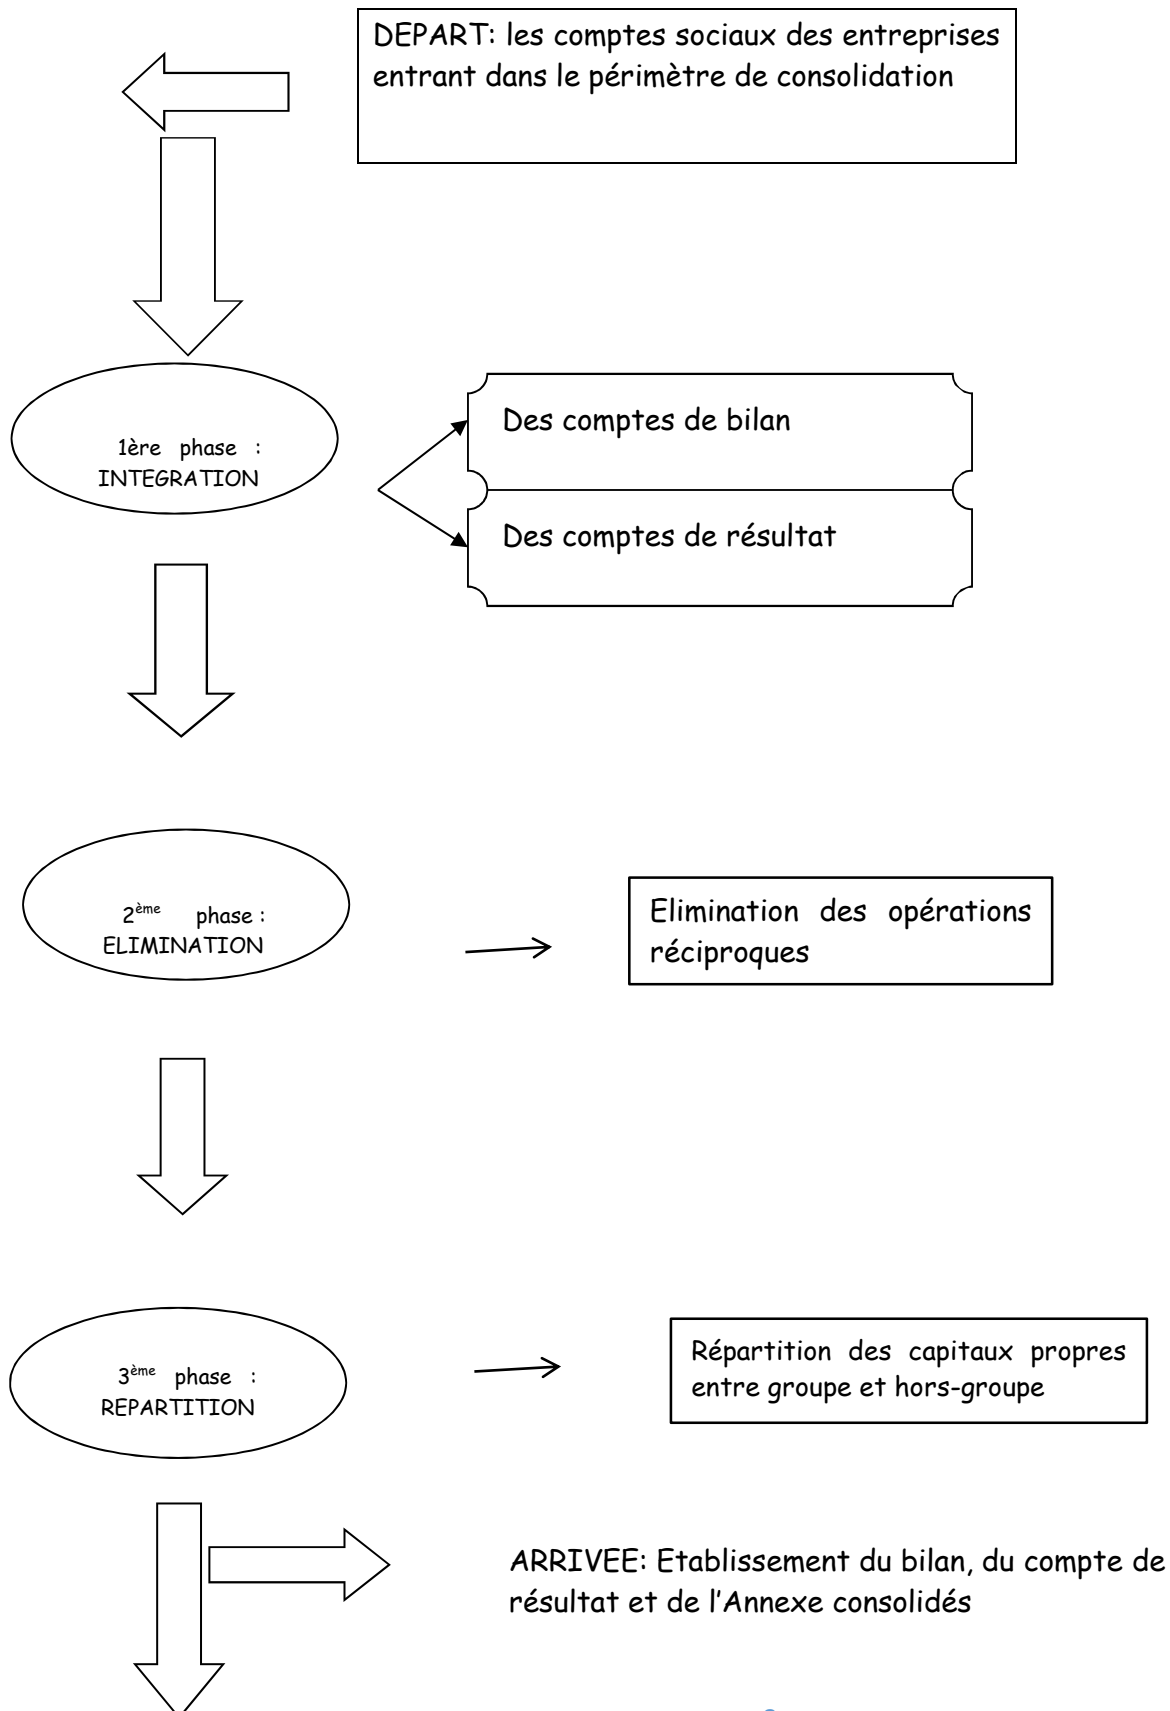 DEPART: les comptes sociaux des entreprises
entrant dans le périmètre de consolidation
1ère phase :
INTEGRATION
Des comptes de bilan
Des comptes de résultat
2ème phase :
ELIMINATION
Elimination des opérations
réciproques
3ème phase :
REPARTITION
Répartition des capitaux propres
entre groupe et hors-groupe
ARRIVEE: Etablissement du bilan, du compte de
résultat et de l'Annexe consolidés